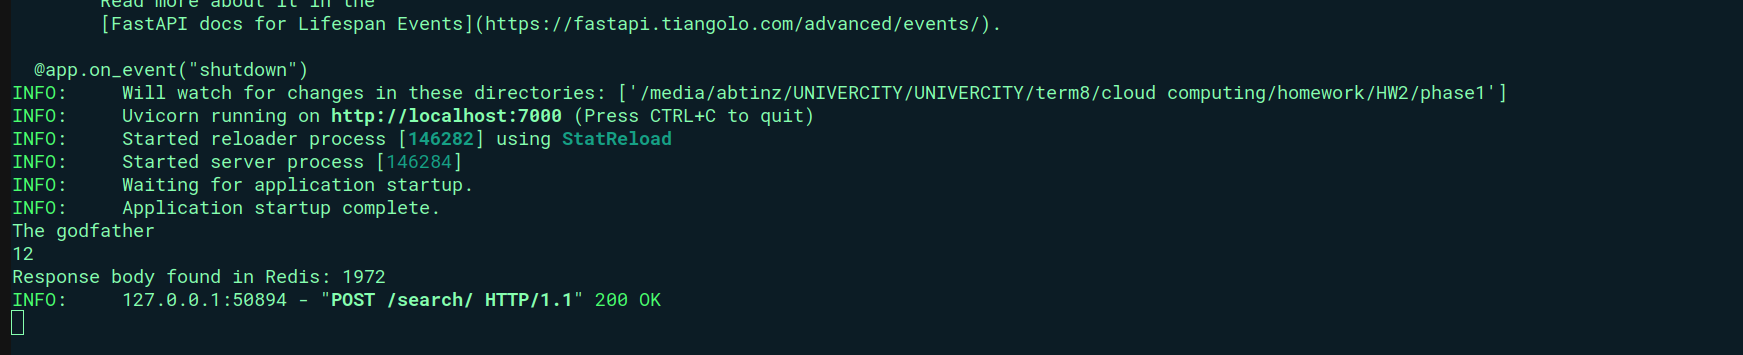 Read more about it in the
[FastAPI docs for Lifespan Events](https://fastapi.tiangolo.com/advanced/events/).
@app.on_event("shutdown")
INFO:     Will watch for changes in these directories: ['/media/abtinz/UNIVERCITY/UNIVERCITY/term8/cloud computing/homework/HW2/phase1']
INFO:     Uvicorn running on http://localhost:7000 (Press CTRL+C to quit)
INFO:     Started reloader process [146282] using StatReload
INFO:     Started server process [146284]
INFO:     Waiting for application startup.
INFO:     Application startup complete.
The godfather
12
Response body found in Redis: 1972
INFO:     127.0.0.1:50894 - "POST /search/ HTTP/1.1" 200 OK